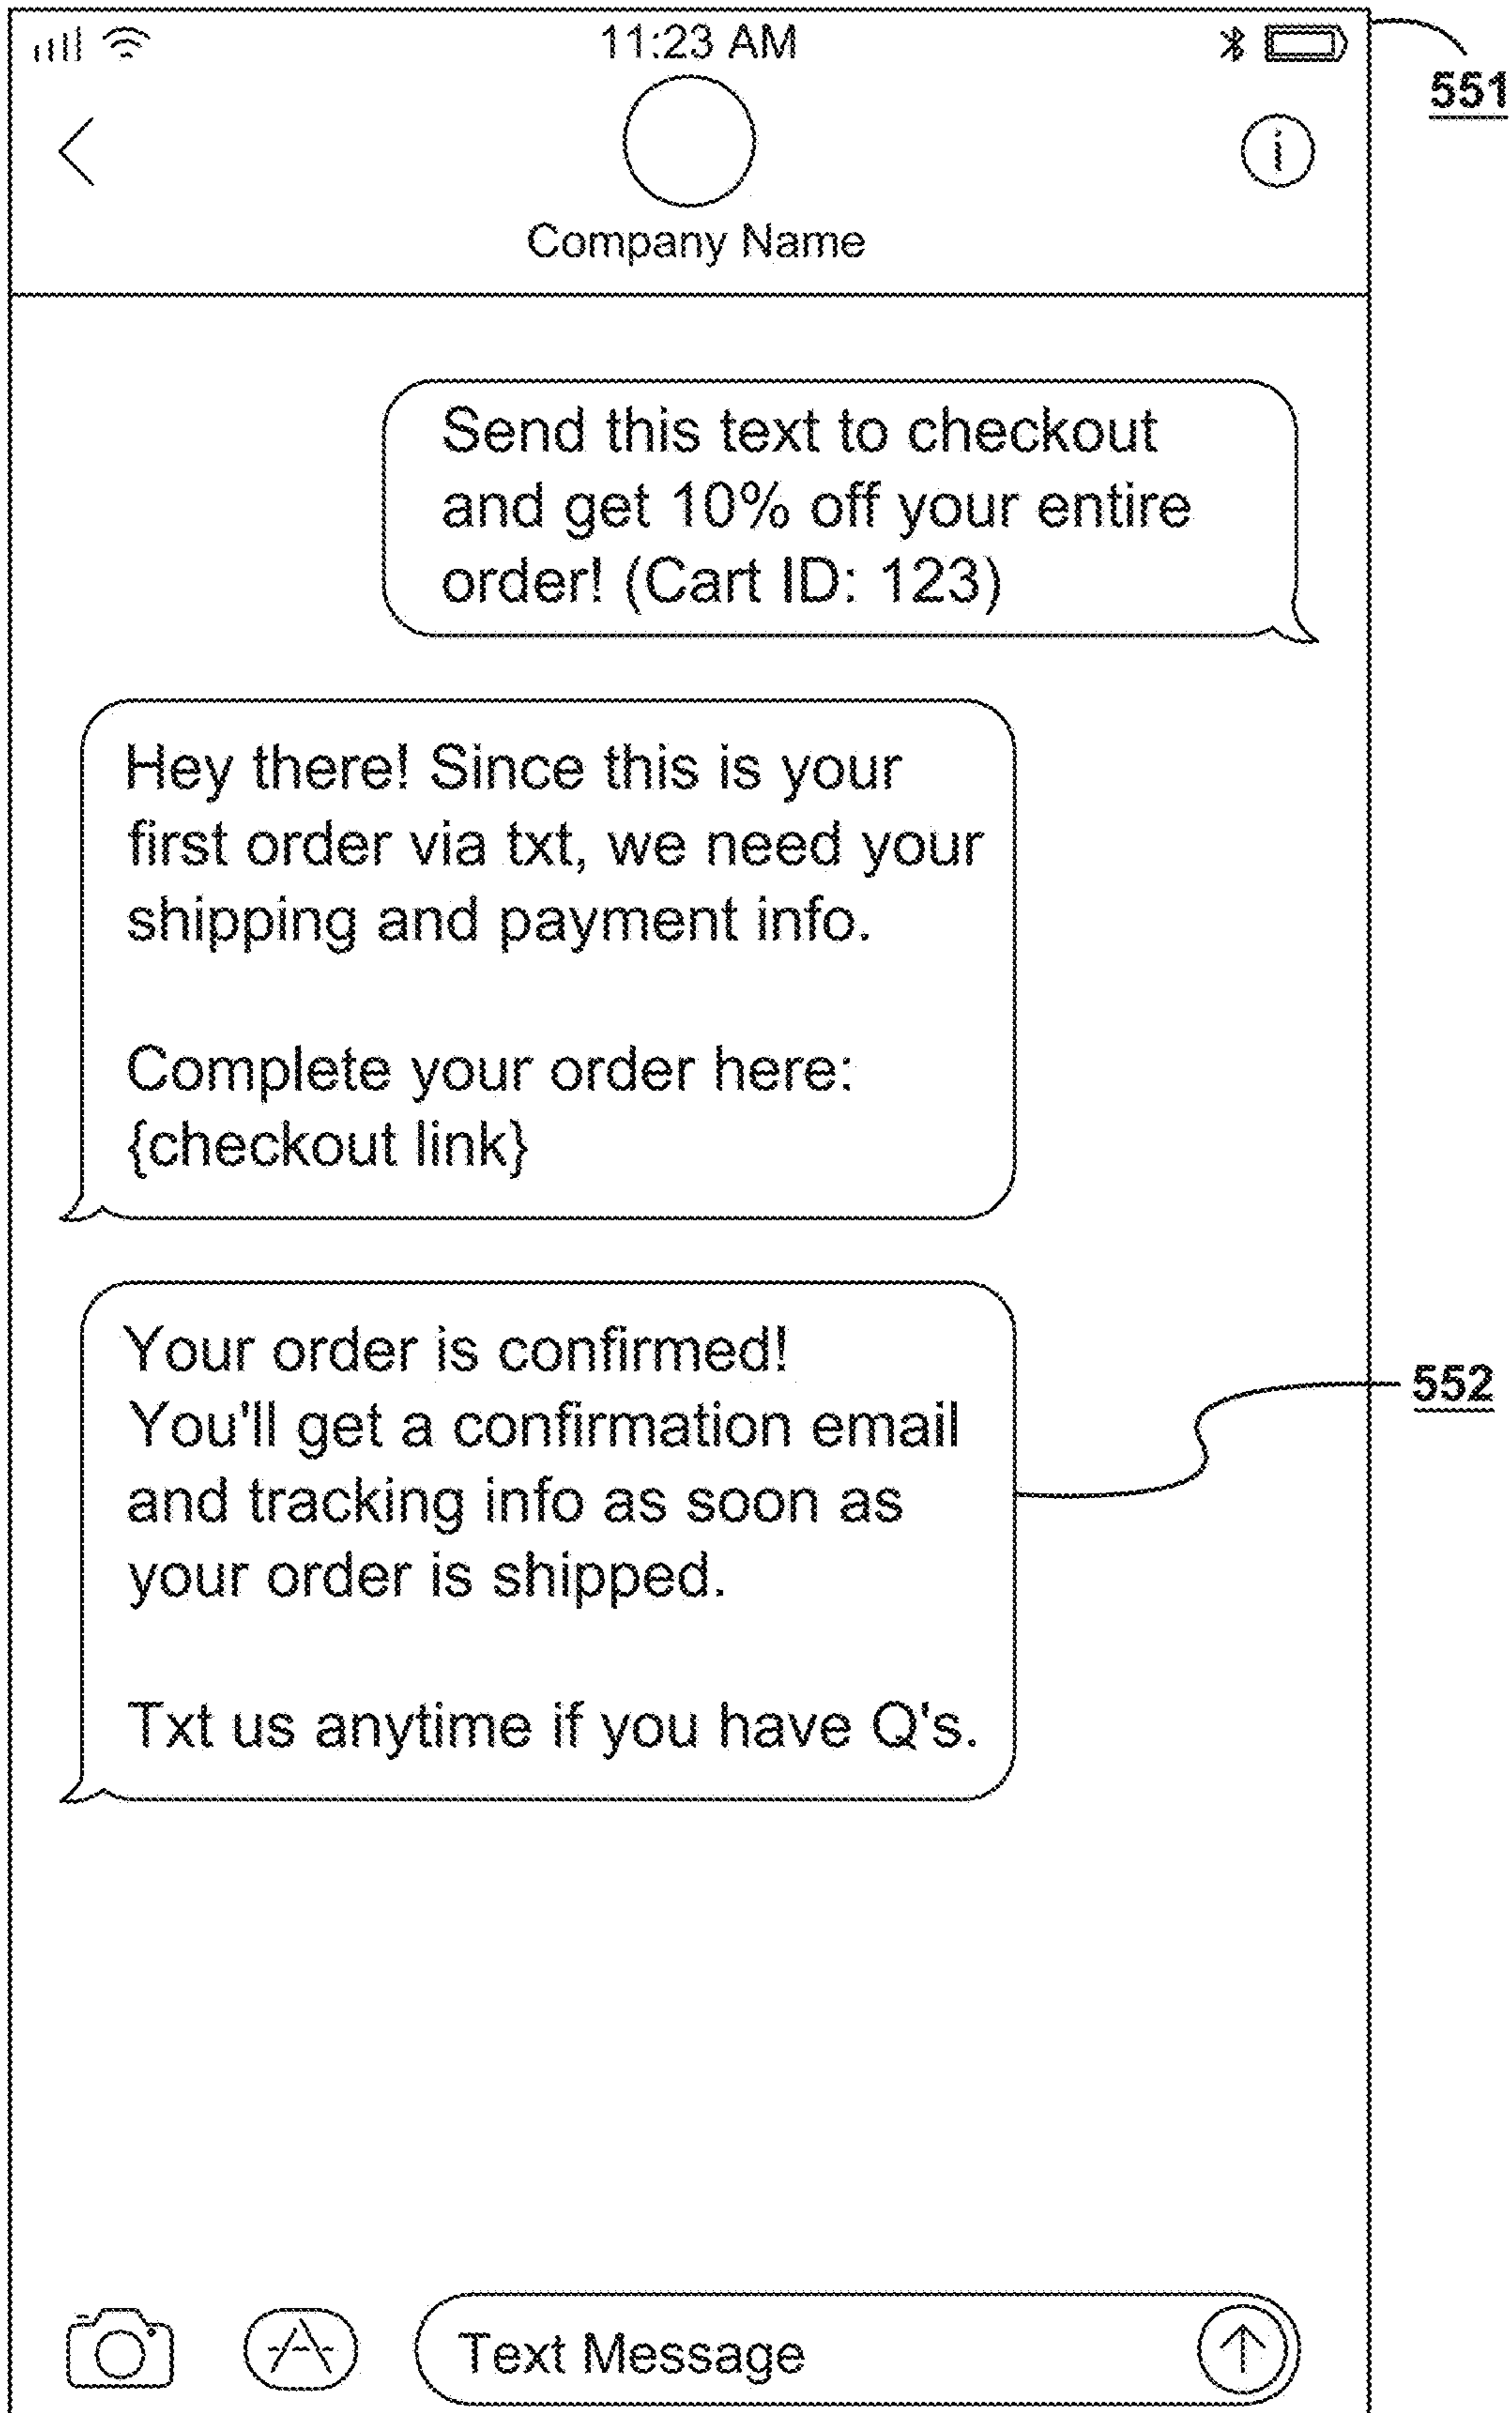 11:23 AM
551
i
Company Name
Send this text to checkout
and get 10% off your entire
order! (Cart ID: 123)
Hey there! Since this is your
first order via txt, we need your
shipping and payment info.
Complete your order here:
{checkout link}
Your order is confirmed!
You'll get a confirmation email
552
and tracking info as soon as
your order is shipped.
Txt us anytime if you have Q's.
Text Message